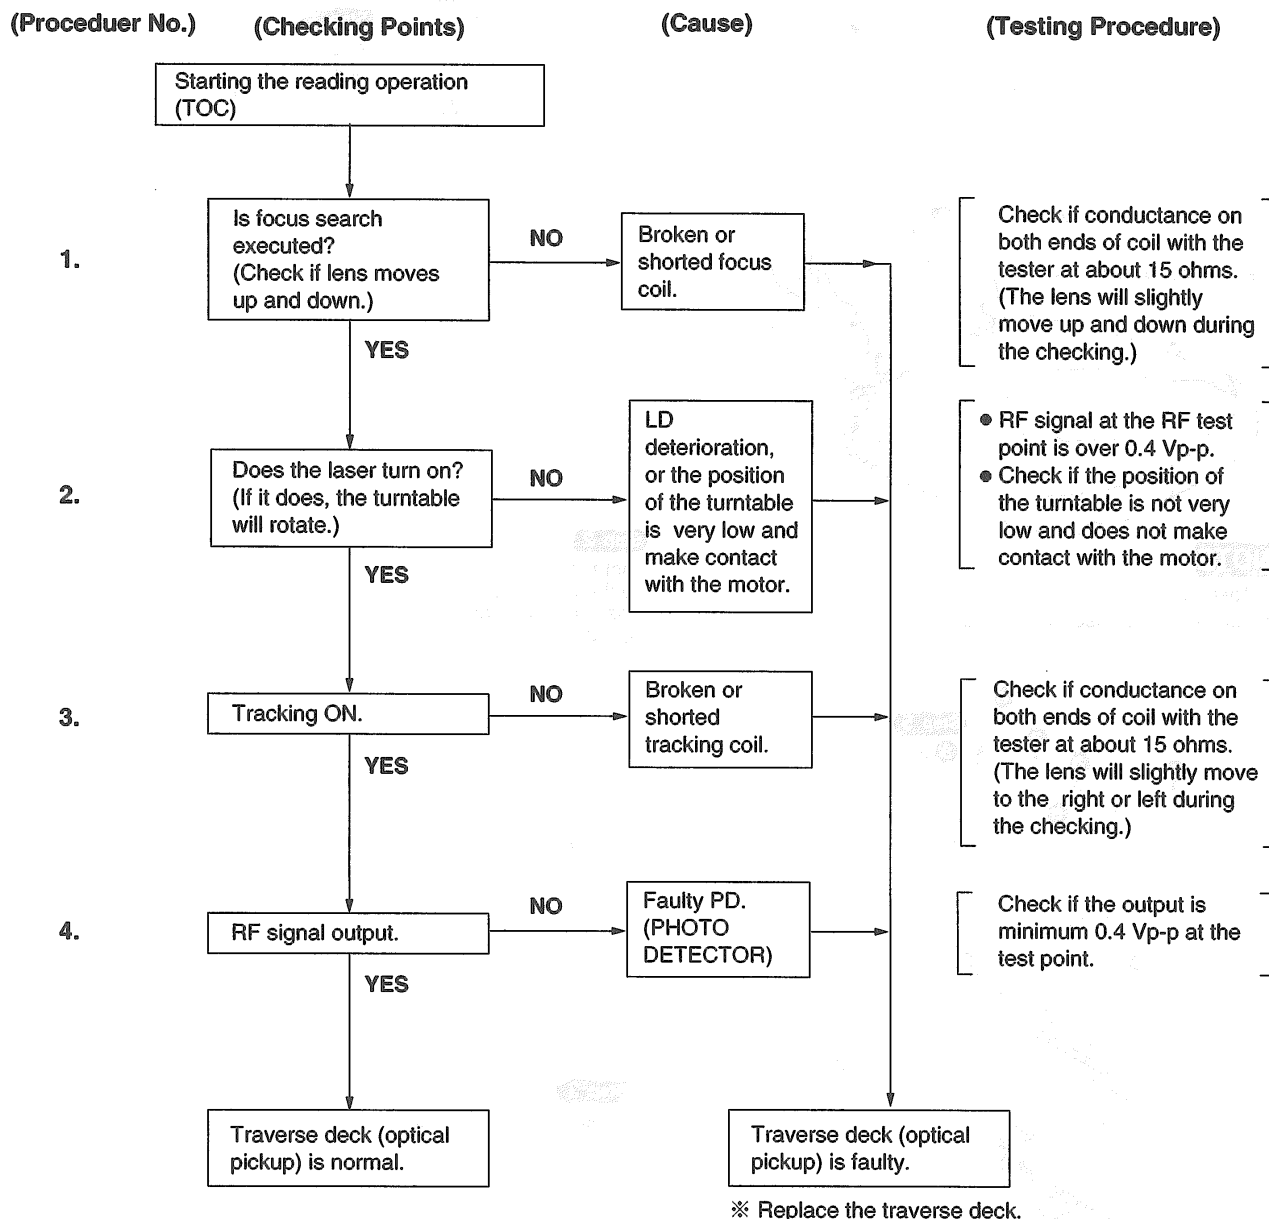 (Proceduer No.)
(Checking Points)
(Cause)
(Testing Procedure)
Starting the reading operation
(TOC)
1.
Is focus search
executed?
(Check if lens moves
up and down.)
NO
Broken or
shorted focus
coil.
Check if conductance on
both ends of coil with the
tester at about 15 ohms.
(The lens will slightly
move up and down during
the checking.)
YES
2.
Does the laser turn on?
(If it does, the turntable
will rotate.)
NO
LD
deterioration,
or the position
of the turntable
is very low and
make contact
with the motor.
● RF signal at the RF test
point is over 0.4 Vp-p.
● Check if the position of
the turntable is not very
low and does not make
contact with the motor.
YES
3.
Tracking ON.
NO
Broken or
shorted
tracking coil.
Check if conductance on
both ends of coil with the
tester at about 15 ohms.
(The lens will slightly move
to the right or left during
the checking.)
YES
4.
RF signal output.
NO
Faulty PD.
(PHOTO
DETECTOR)
Check if the output is
minimum 0.4 Vp-p at the
test point.
YES
Traverse deck (optical
pickup) is normal.
Traverse deck (optical
pickup) is faulty.
※ Replace the traverse deck.